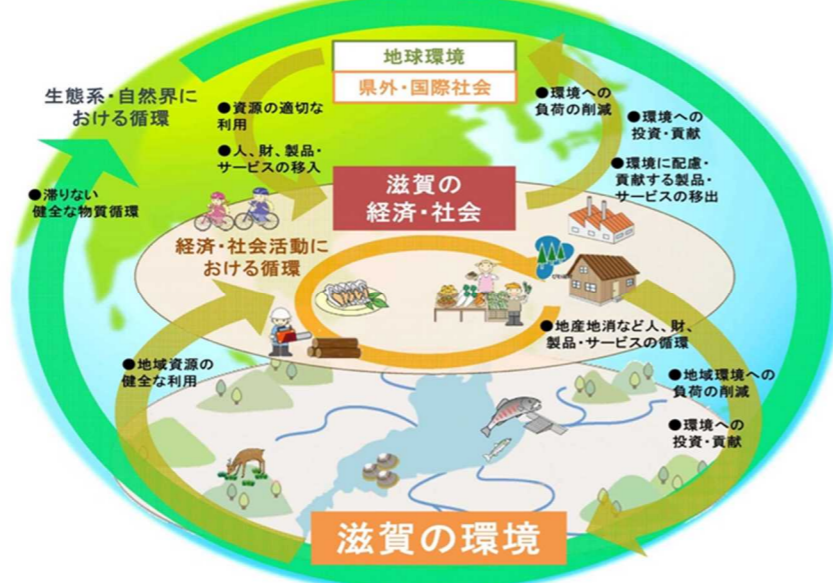 地球環境
県外・国際社会
生態系・自然界に
おける循環
●資源の適切な
利用
●人、財、製品・
サービスの移入
●環境への
負荷の削減
●環境への
投資・貢献
●環境に配慮・
貢献する製品・
サービスの移出
●滞りない
健全な物質循環
滋賀の
経済・社会
経済・社会活動に
おける循環
●地産地消など人、財、
製品・サービスの循環
●地域資源の
健全な利用
●地域環境への
負荷の削減
●環境への
投資・貢献
滋賀の環境